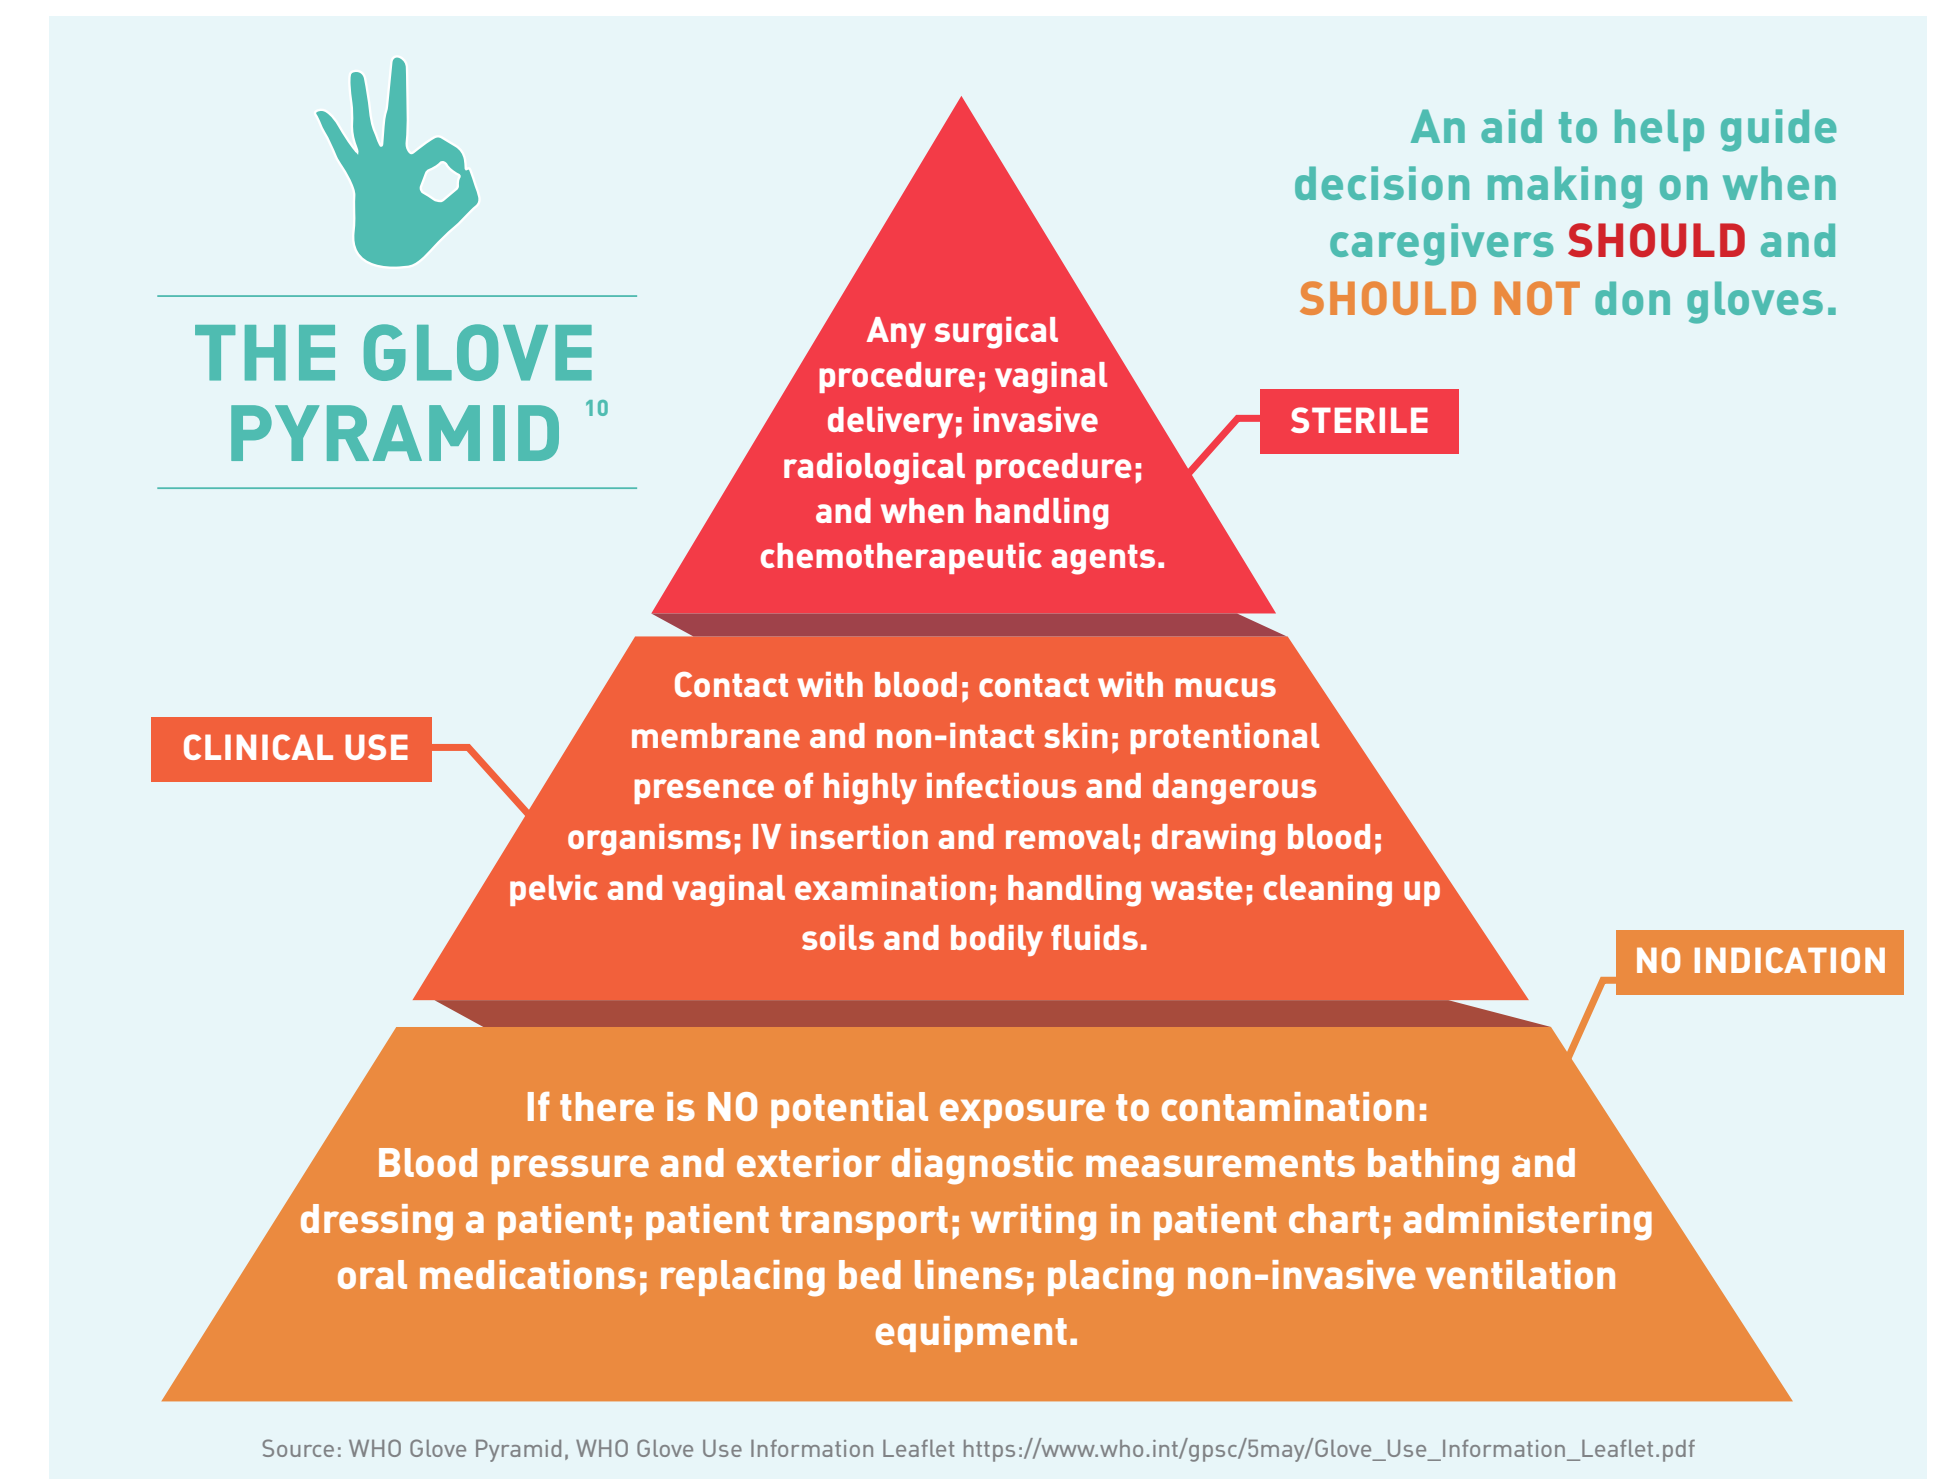 THE GLOVE
PYRAMID 10
An aid to help guide
decision making on when
caregivers SHOULD and
SHOULD NOT don gloves.
Any surgical
procedure; vaginal
delivery; invasive
radiological procedure;
and when handling
chemotherapeutic agents.
STERILE
CLINICAL USE
Contact with blood; contact with mucus
membrane and non-intact skin; protentional
presence of highly infectious and dangerous
organisms; IV insertion and removal; drawing blood;
pelvic and vaginal examination; handling waste; cleaning up
soils and bodily fluids.
NO INDICATION
If there is NO potential exposure to contamination:
Blood pressure and exterior diagnostic measurements bathing and
dressing a patient; patient transport; writing in patient chart; administering
oral medications; replacing bed linens; placing non-invasive ventilation
equipment.
Source: WHO Glove Pyramid, WHO Glove Use Information Leaflet https://www.who.int/gpsc/5may/Glove_Use_Information_Leaflet.pdf